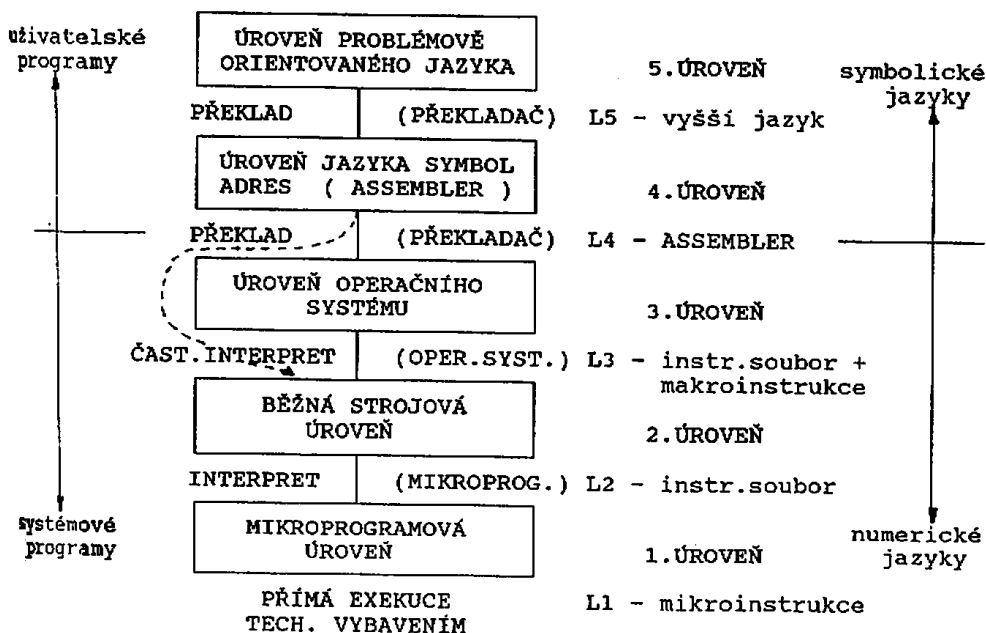 uživatelské
programy
ÚROVEŇ PROBLÉMOVĚ
ORIENTOVANÉHO JAZYKA
5.ÚROVEŇ
symbolické
jazyky
PŘEKLAD (PŘEKLADAČ) L5 - vyšší jazyk
ÚROVEŇ JAZYKA SYMBOL
ADRES ( ASSEMBLER )
4.ÚROVEŇ
PŘEKLAD (PŘEKLADAČ) L4 - ASSEMBLER
ÚROVEŇ OPERAČNÍHO
SYSTÉMU
3.ÚROVEŇ
ČAST.INTERPRET (OPER.SYST.) L3 - instr.soubor +
makroinstrukce
BĚŽNÁ STROJOVÁ
ÚROVEŇ
2.ÚROVEŇ
INTERPRET (MIKROPROG.) L2 - instr.soubor
systémové
programy
MIKROPROGRAMOVÁ
ÚROVEŇ
1.ÚROVEŇ
numerické
jazyky
PŘÍMÁ EXEKUCE
TECH. VYBAVENÍM
L1 - mikroinstrukce